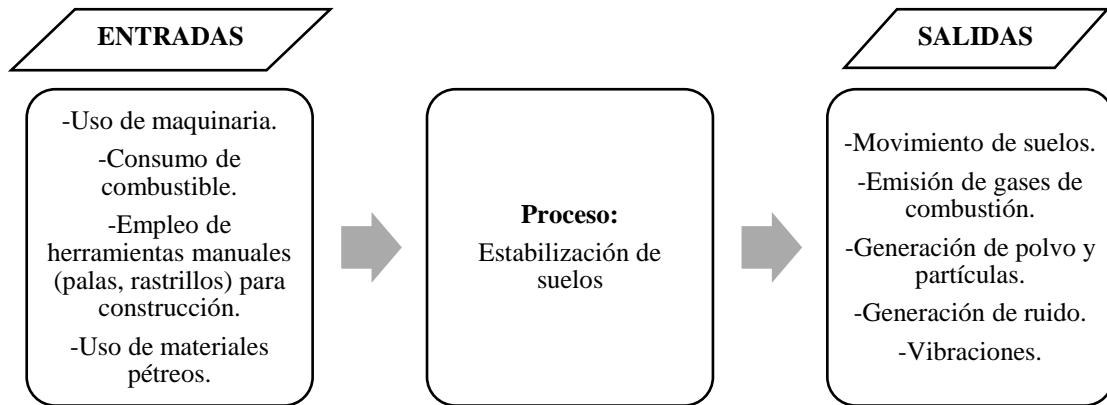 ENTRADAS
-Uso de maquinaria.
-Consumo de
combustible.
-Empleo de
herramientas manuales
(palas, rastrillos) para
construcción.
-Uso de materiales
pétreos.
Proceso:
Estabilización de
suelos
SALIDAS
-Movimiento de suelos.
-Emisión de gases de
combustión.
-Generación de polvo y
partículas.
-Generación de ruido.
-Vibraciones.